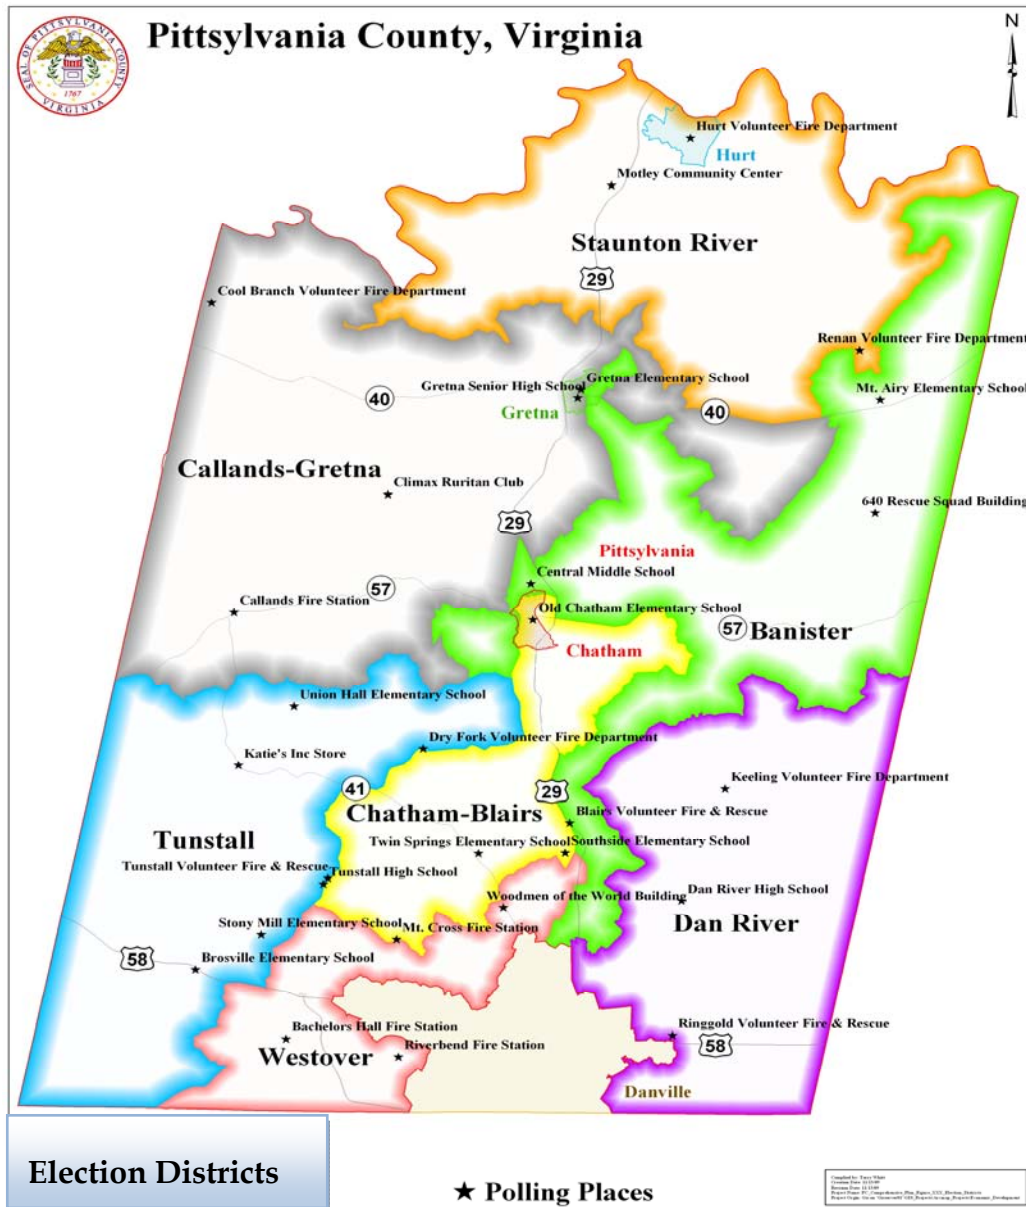 Pittsylvania County, Virginia
N
SEAL OF PITTSYLVANIA COUNTY
VIRGINIA
1767
Hurt Volunteer Fire Department
Hurt
Motley Community Center
Staunton River
29
Cool Branch Volunteer Fire Department
Renan Volunteer Fire Department
Gretna Elementary School
Gretna Senior High School
Mt. Airy Elementary School
40
Gretna
40
Callands-Gretna
Climax Ruritan Club
640 Rescue Squad Building
29
Pittsylvania
Central Middle School
57
Callands Fire Station
Old Chatham Elementary School
57
Banister
Chatham
Union Hall Elementary School
Dry Fork Volunteer Fire Department
Katie's Inc Store
Keeling Volunteer Fire Department
41
29
Chatham-Blairs
Blairs Volunteer Fire & Rescue
Tunstall
Twin Springs Elementary School
Southside Elementary School
Tunstall Volunteer Fire & Rescue
Tunstall High School
Dan River High School
Woodmen of the World Building
Stony Mill Elementary School
Mt. Cross Fire Station
Dan River
58
Brosville Elementary School
Bachelors Hall Fire Station
Ringgold Volunteer Fire & Rescue
58
Westover
Riverbend Fire Station
Danville
Election Districts
★ Polling Places